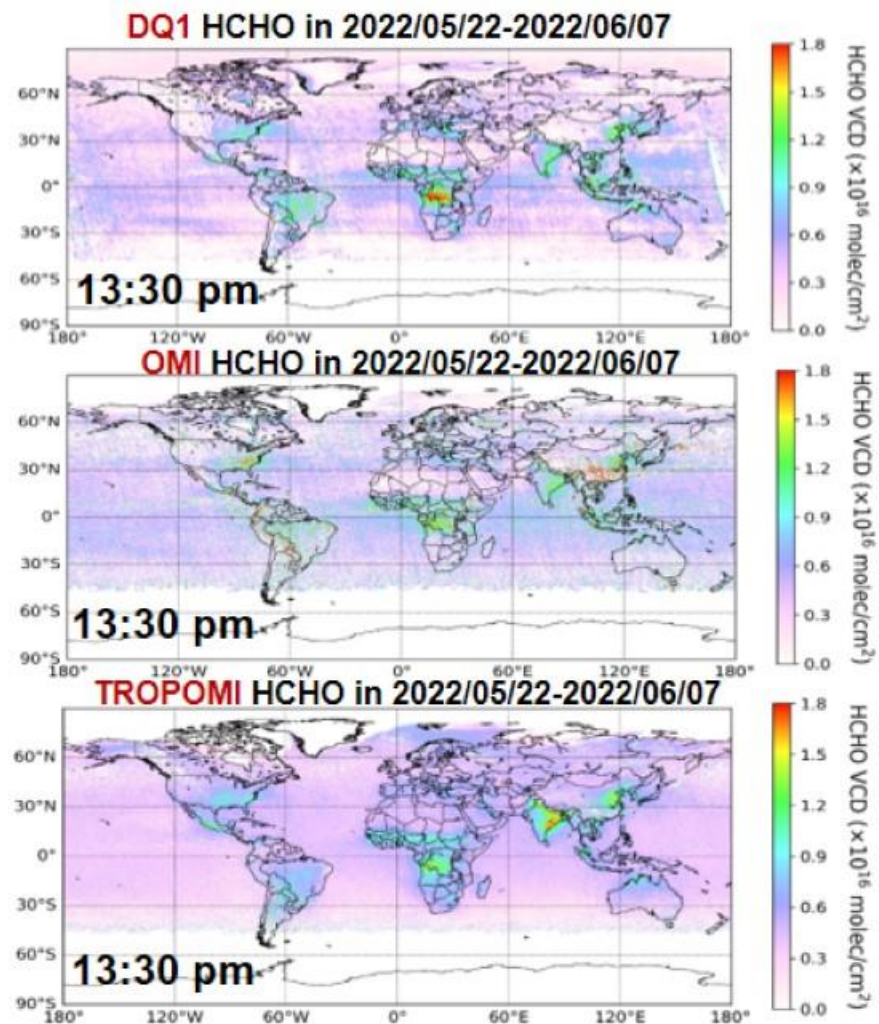 DQ1 HCHO in 2022/05/22-2022/06/07
60°N
30°N
0°
30°S
60°S
90°S
180° 120°W 60°W 0° 60°E 120°E 180°
13:30 pm
1.8
1.5
1.2
0.9
0.6
0.3
0.0
HCHO VCD (×10¹⁶ molec/cm²)
OMI HCHO in 2022/05/22-2022/06/07
60°N
30°N
0°
30°S
60°S
90°S
180° 120°W 60°W 0° 60°E 120°E 180°
13:30 pm
1.8
1.5
1.2
0.9
0.6
0.3
0.0
HCHO VCD (×10¹⁶ molec/cm²)
TROPOMI HCHO in 2022/05/22-2022/06/07
60°N
30°N
0°
30°S
60°S
90°S
180° 120°W 60°W 0° 60°E 120°E 180°
13:30 pm
1.8
1.5
1.2
0.9
0.6
0.3
0.0
HCHO VCD (×10¹⁶ molec/cm²)